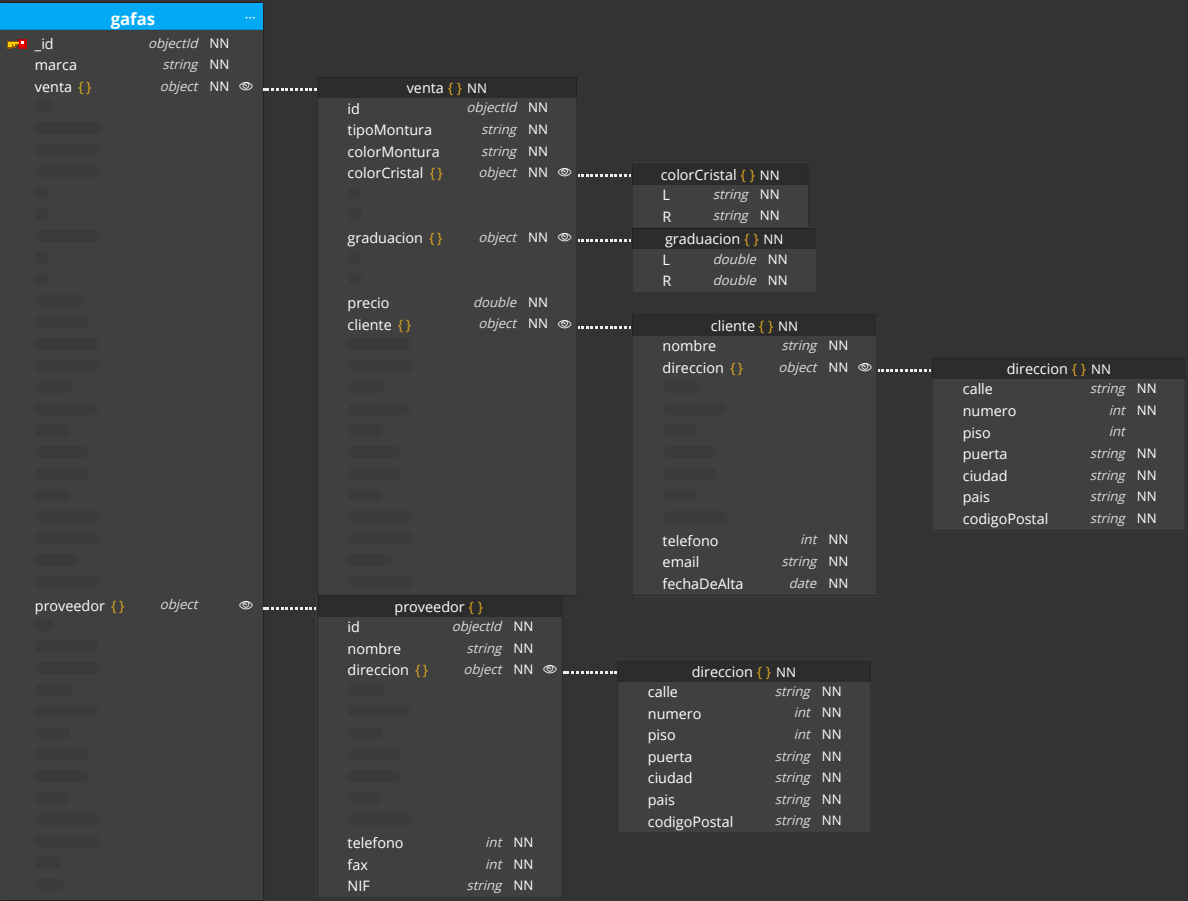 gafas ...
_id objectId NN
marca string NN
venta {} object NN
venta { } NN
id objectId NN
tipoMontura string NN
colorMontura string NN
colorCristal {} object NN
colorCristal { } NN
L string NN
R string NN
graduacion {} object NN
graduacion { } NN
L double NN
R double NN
precio double NN
cliente {} object NN
cliente { } NN
nombre string NN
direccion {} object NN
direccion { } NN
calle string NN
numero int NN
piso int
puerta string NN
ciudad string NN
pais string NN
codigoPostal string NN
telefono int NN
email string NN
fechaDeAlta date NN
proveedor {} object
proveedor { }
id objectId NN
nombre string NN
direccion {} object NN
direccion { } NN
calle string NN
numero int NN
piso int NN
puerta string NN
ciudad string NN
pais string NN
codigoPostal string NN
telefono int NN
fax int NN
NIF string NN